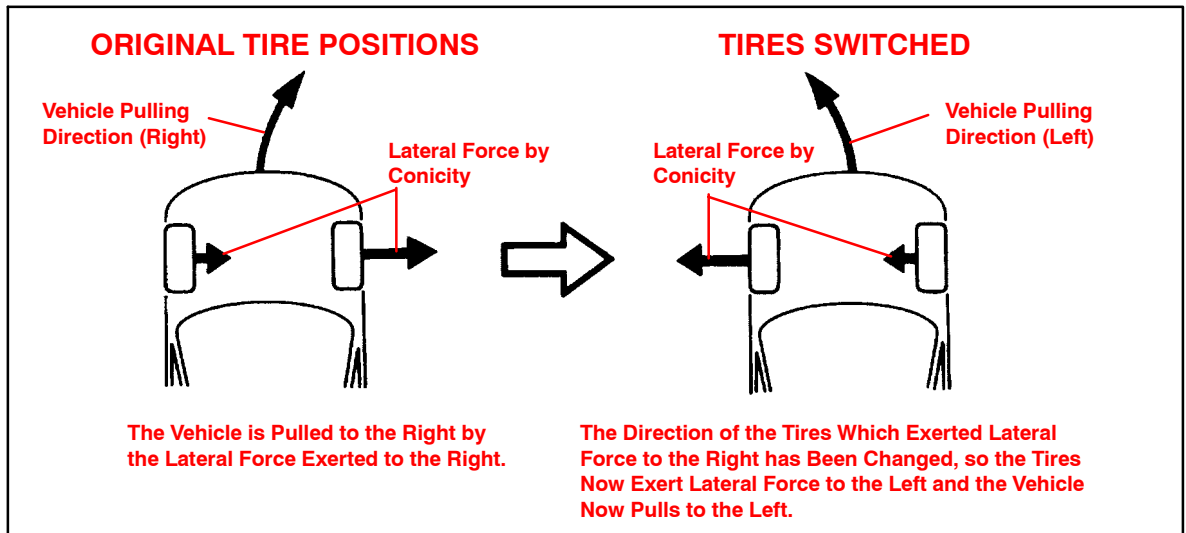 ORIGINAL TIRE POSITIONS
Vehicle Pulling
Direction (Right)
Lateral Force by
Conicity
The Vehicle is Pulled to the Right by
the Lateral Force Exerted to the Right.
TIRES SWITCHED
Vehicle Pulling
Direction (Left)
Lateral Force by
Conicity
The Direction of the Tires Which Exerted Lateral
Force to the Right has Been Changed, so the Tires
Now Exert Lateral Force to the Left and the Vehicle
Now Pulls to the Left.